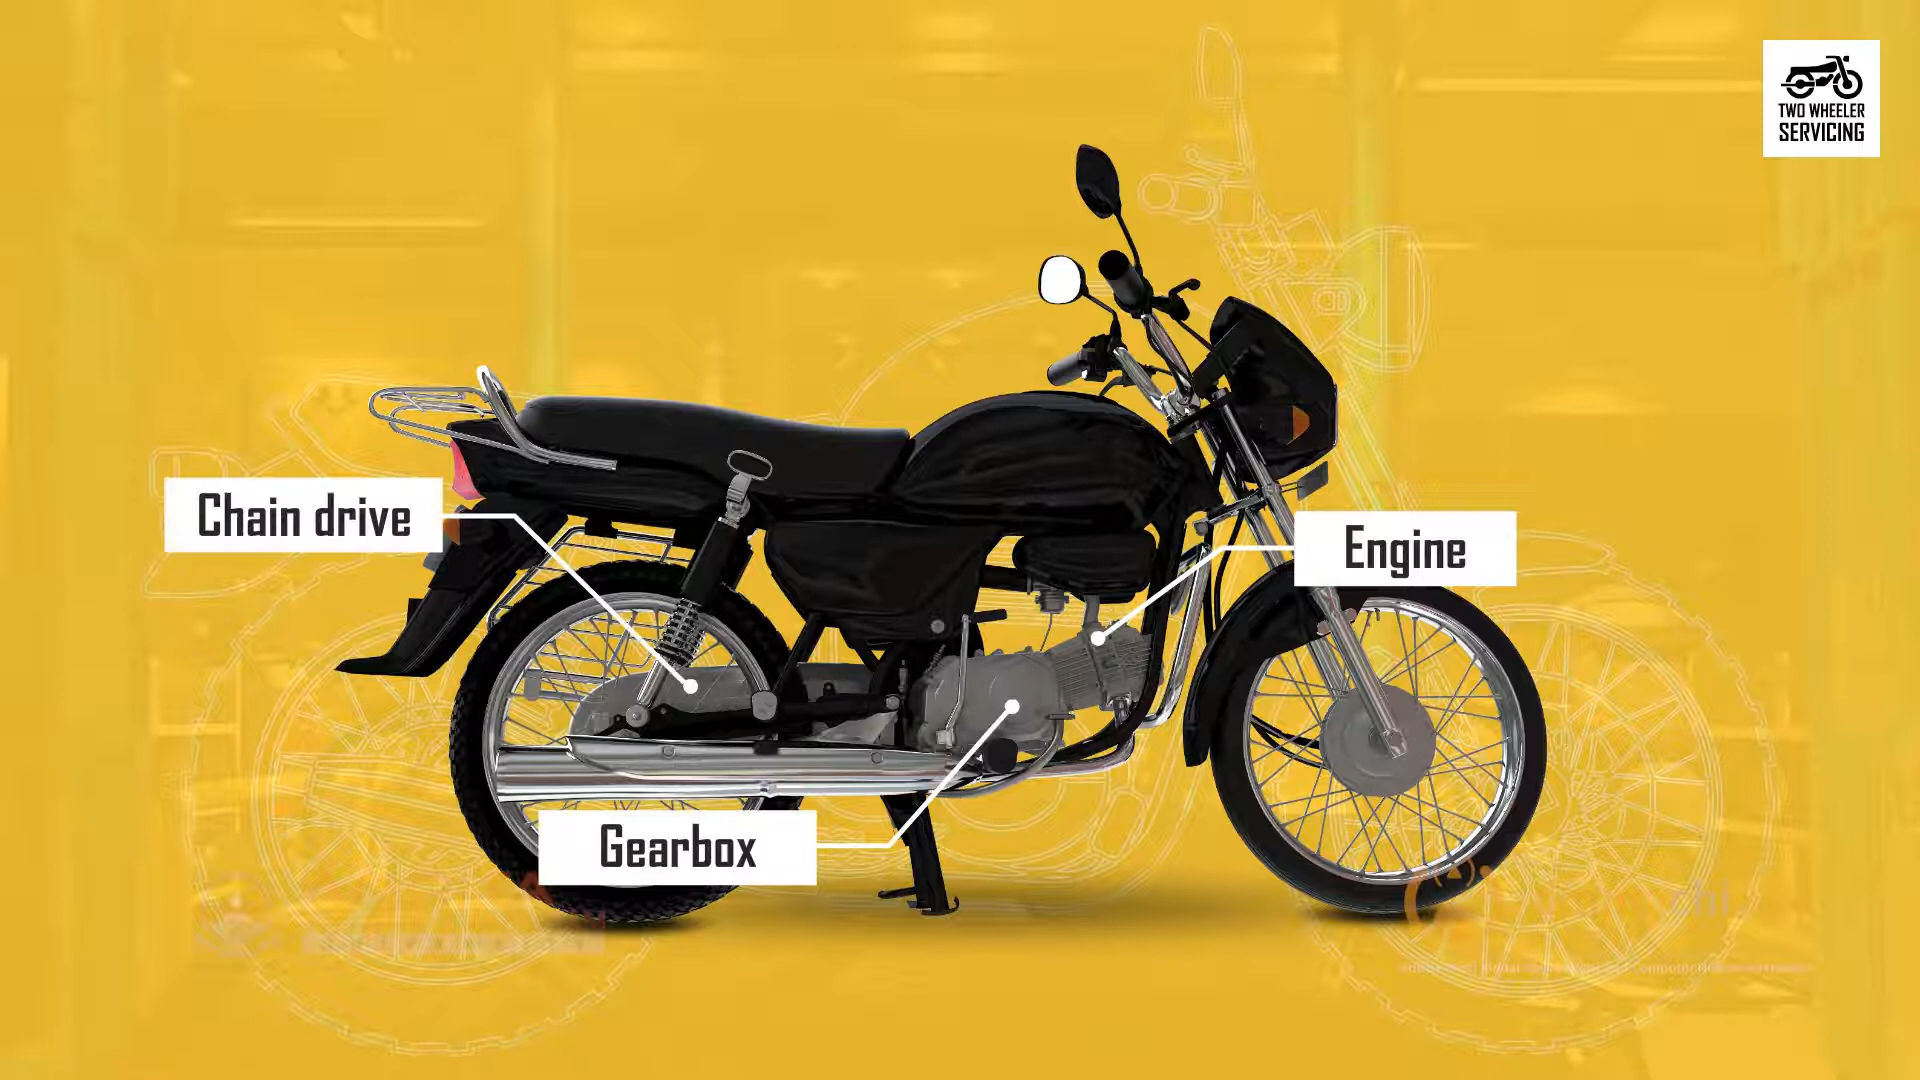 TWO WHEELER
SERVICING
Chain drive
Engine
Gearbox